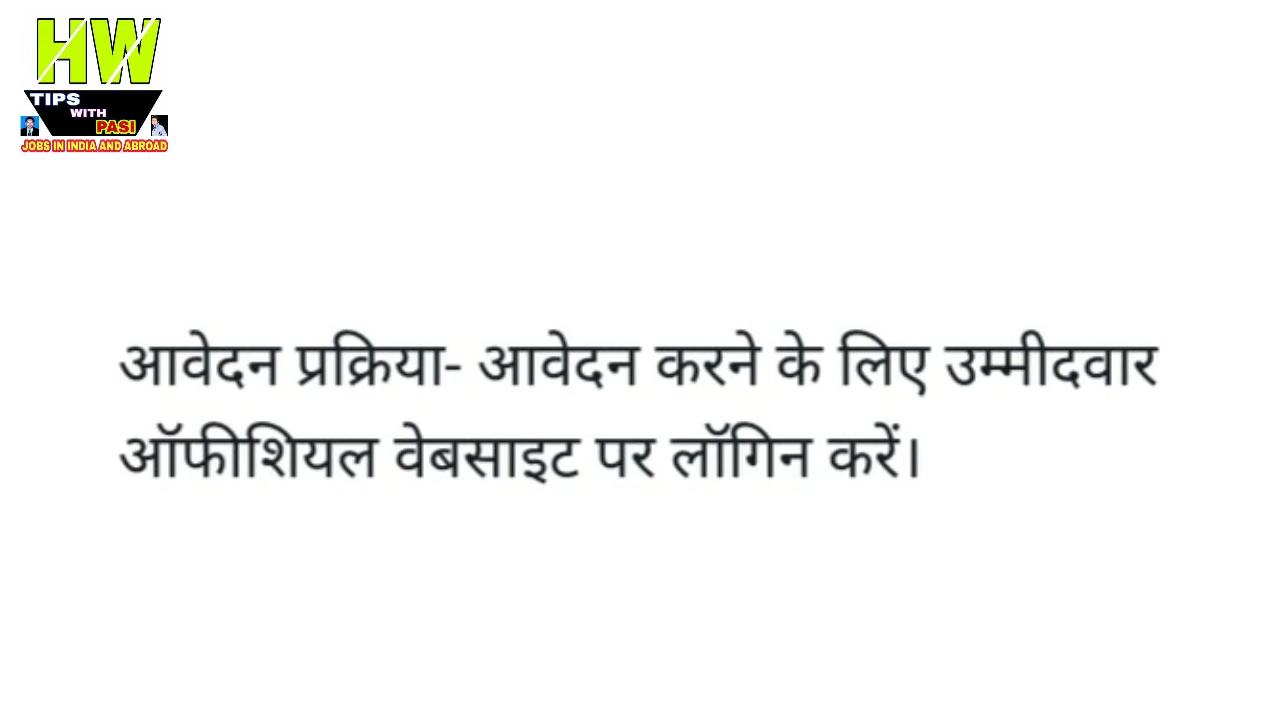 HW
TIPS
WITH
PASI
JOBS IN INDIA AND ABROAD
आवेदन प्रक्रिया- आवेदन करने के लिए उम्मीदवार
ऑफीशियल वेबसाइट पर लॉगिन करें।